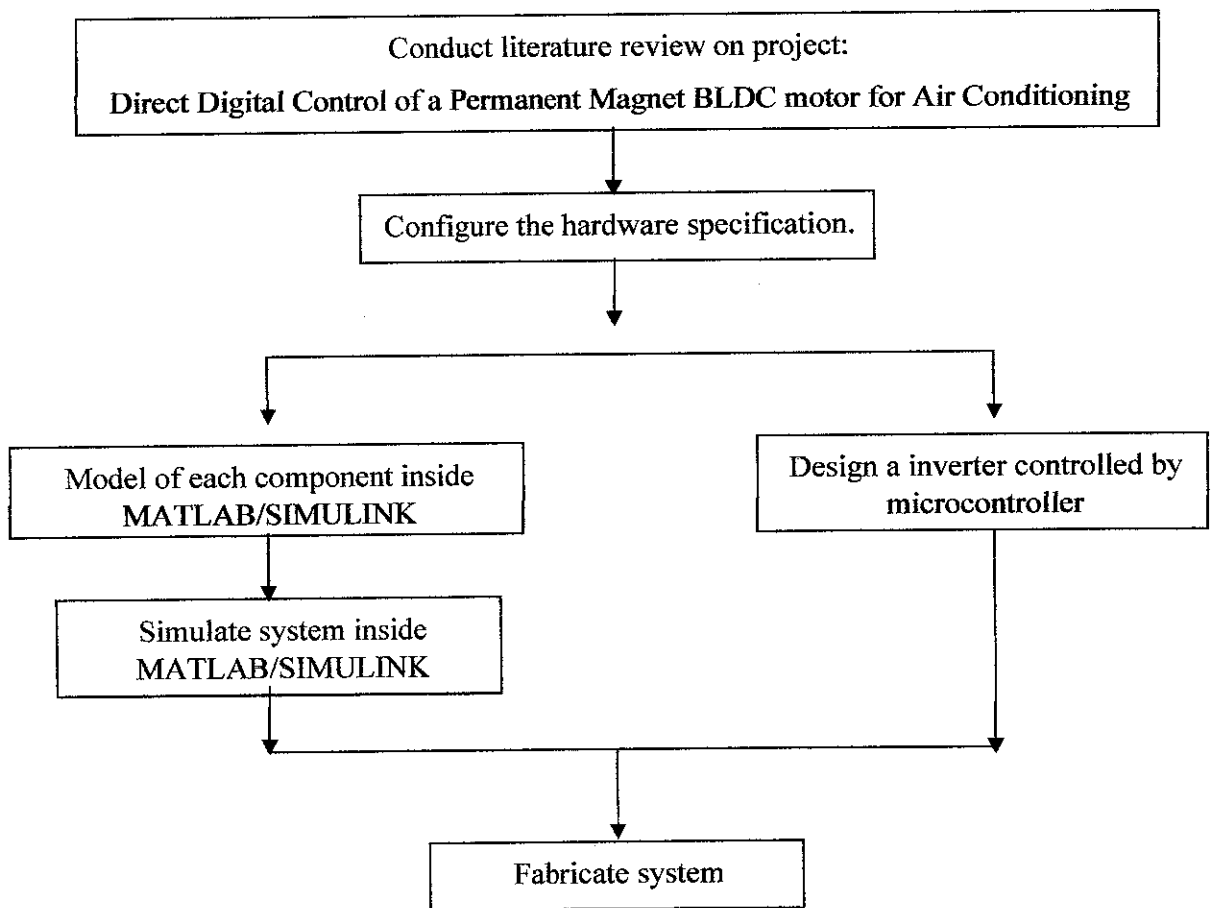 Conduct literature review on project:
Direct Digital Control of a Permanent Magnet BLDC motor for Air Conditioning
Configure the hardware specification.
Model of each component inside
MATLAB/SIMULINK
Design a inverter controlled by
microcontroller
Simulate system inside
MATLAB/SIMULINK
Fabricate system